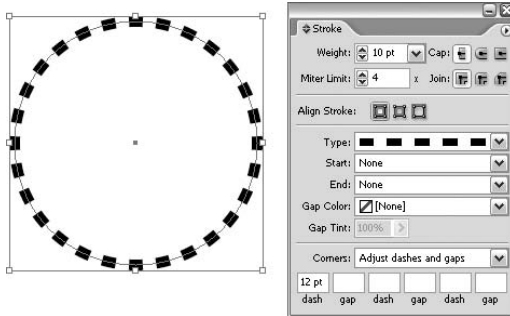 Stroke
Weight: 10 pt Cap:
Miter Limit: 4 x Join:
Align Stroke:
Type:
Start: None
End: None
Gap Color: [None]
Gap Tint: 100%
Corners: Adjust dashes and gaps
12 pt
dash gap dash gap dash gap